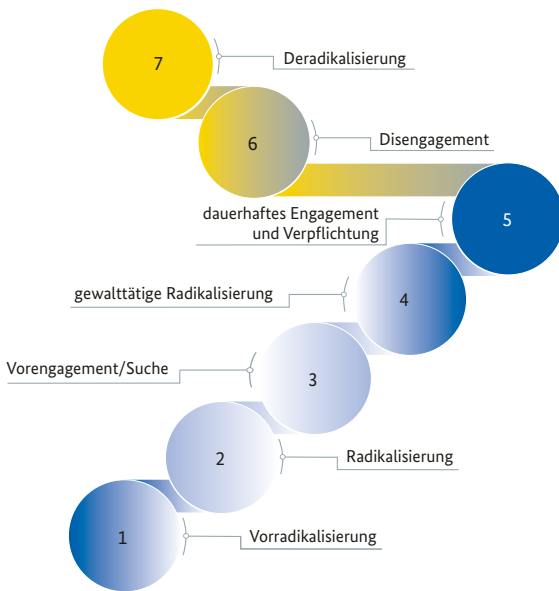 7
Deradikalisierung
6
Disengagement
dauerhaftes Engagement
und Verpflichtung
5
gewalttätige Radikalisierung
4
Vorengagement/Suche
3
2
Radikalisierung
1
Vorradikalisierung